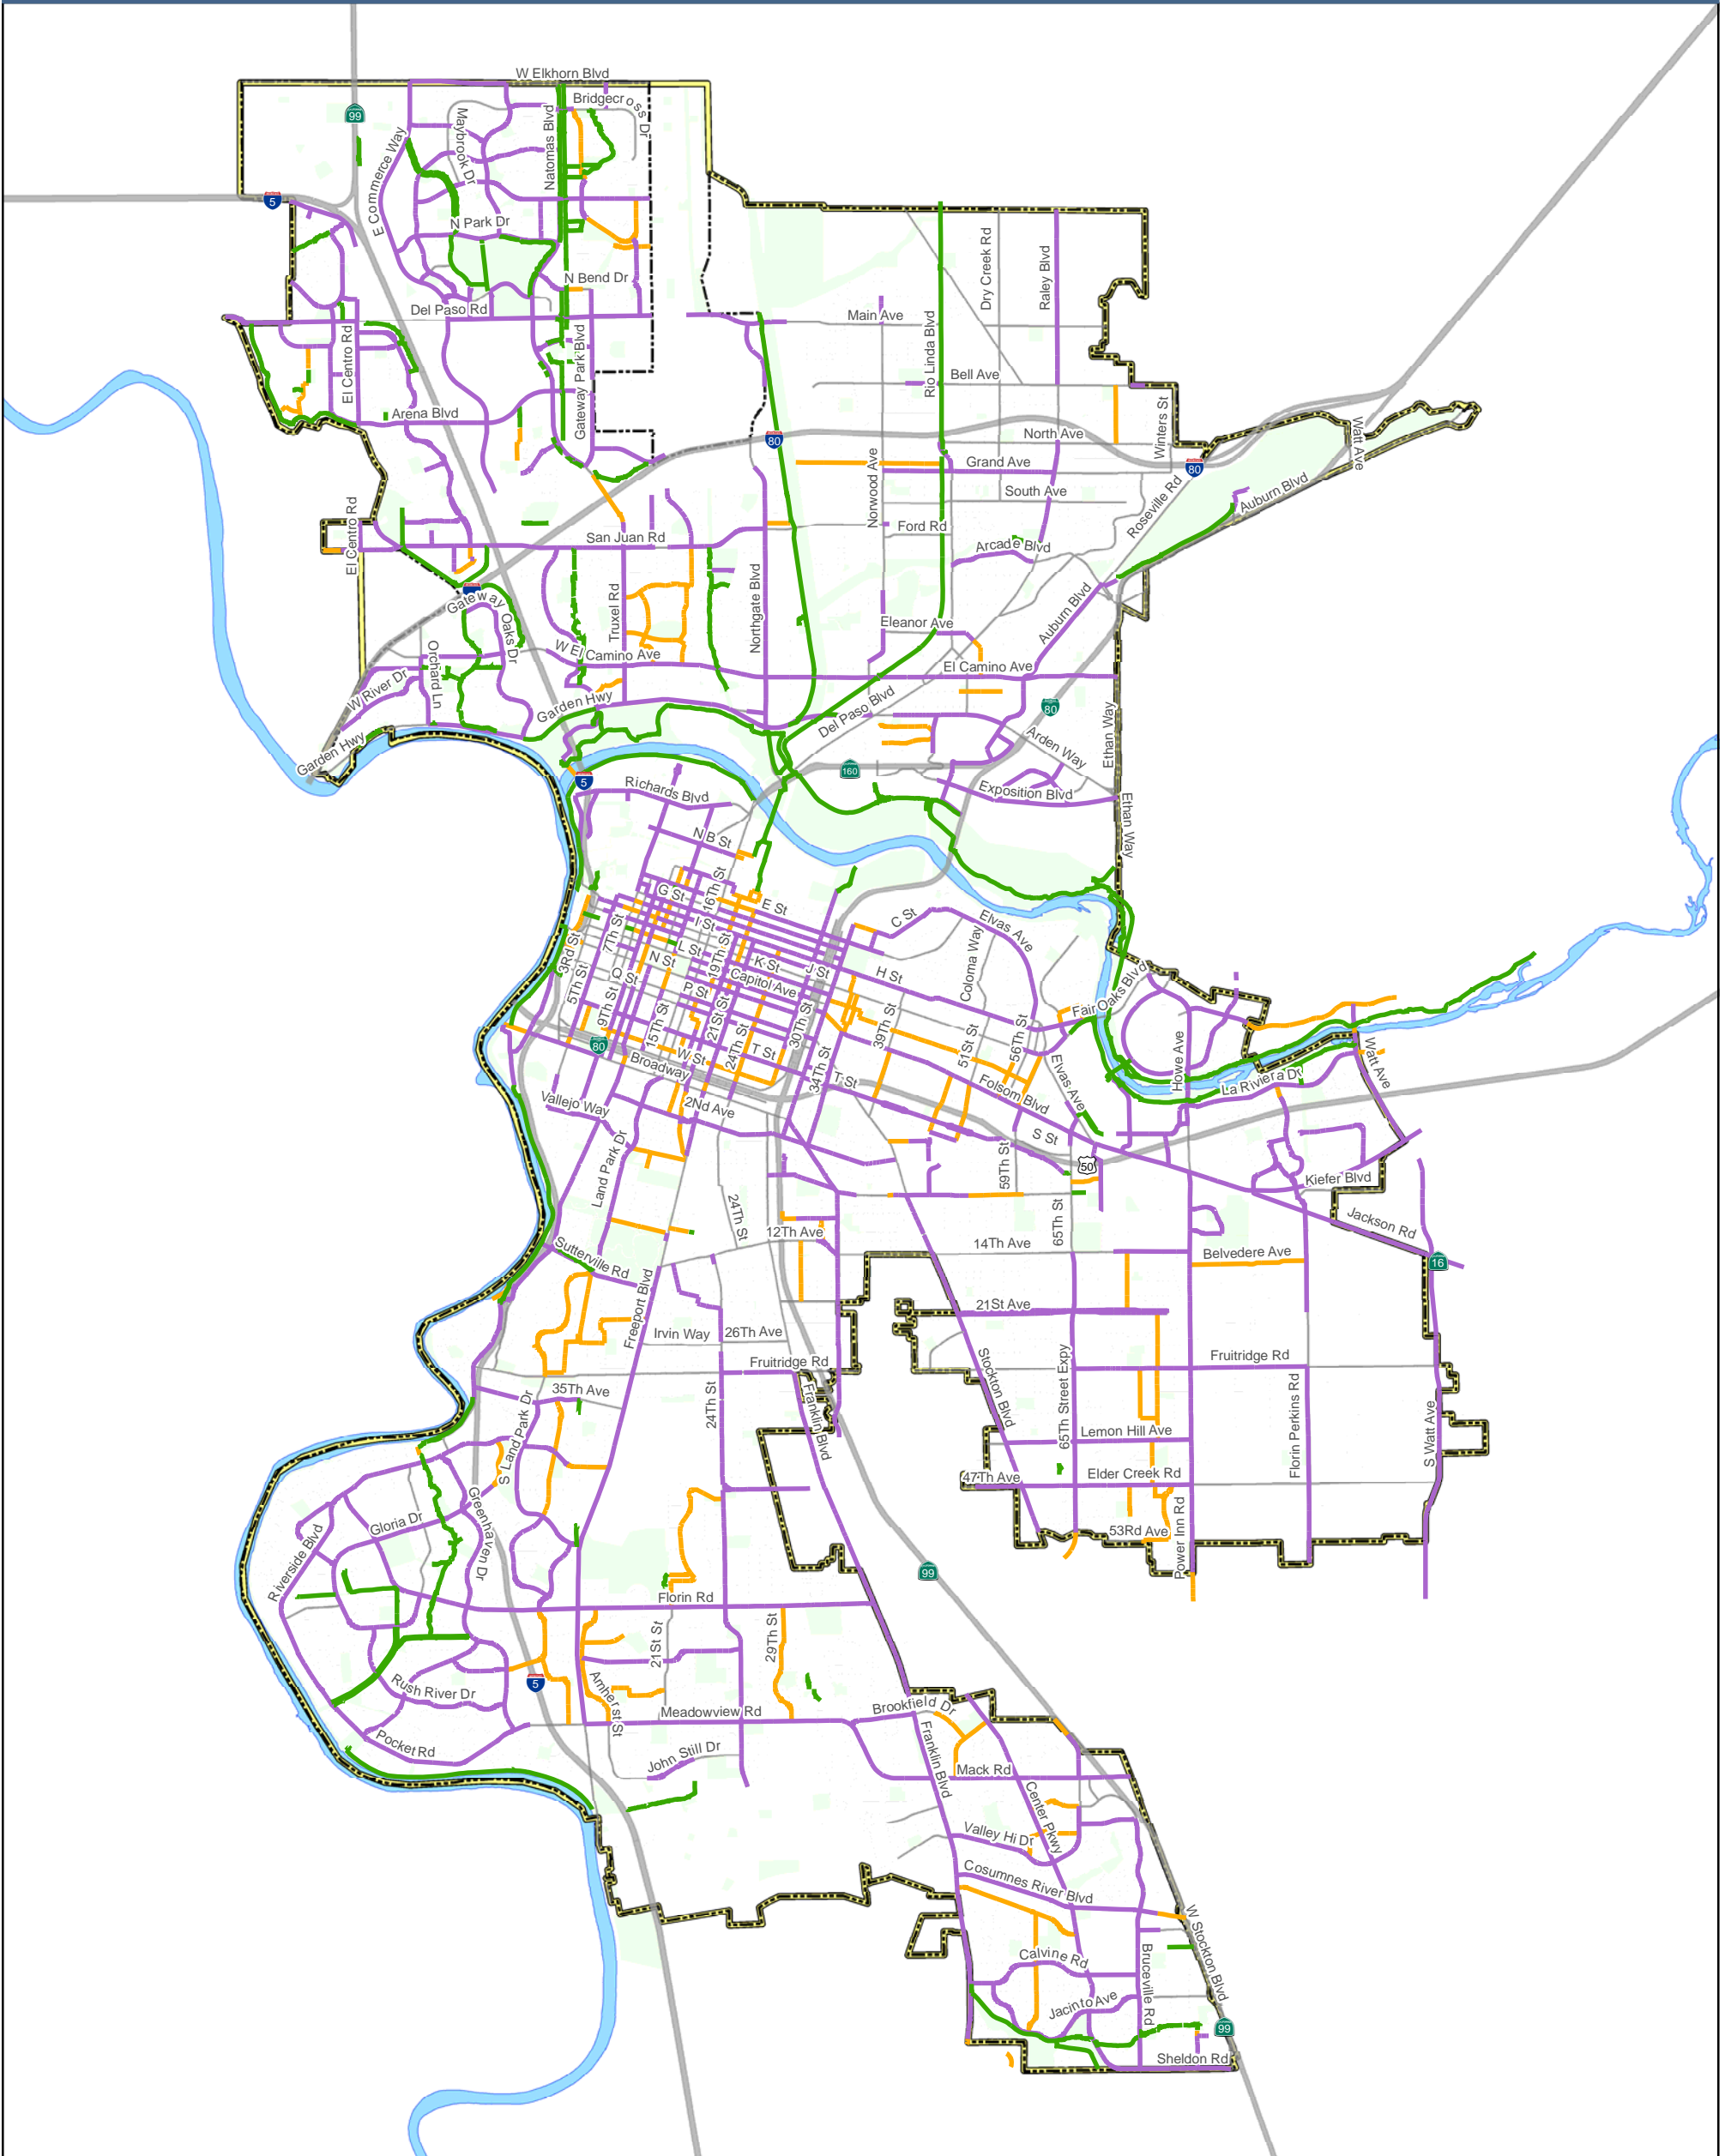 W Elkhorn Blvd
Bridgecross Dr
99
Maybrook Dr
Natomas Blvd
E Commerce Way
5
N Park Dr
Dry Creek Rd
Raley Blvd
N Bend Dr
Del Paso Rd
Main Ave
Rio Linda Blvd
El Centro Rd
Gateway Park Blvd
Bell Ave
Arena Blvd
Winters St
80
North Ave
Watt Ave
Grand Ave
80
Norwood Ave
South Ave
Auburn Blvd
Roseville Rd
El Centro Rd
Ford Rd
San Juan Rd
Arcade Blvd
Gateway Oaks Dr
Truxel Rd
Northgate Blvd
Auburn Blvd
Eleanor Ave
W El Camino Ave
El Camino Ave
Orchard Ln
W River Dr
Garden Hwy
Del Paso Blvd
80
Ethan Way
Garden Hwy
Arden Way
160
5
Richards Blvd
Exposition Blvd
Ethan Way
N B St
G St
16Th St
E St
I St
C St
Elvas Ave
7Th St
L St
19Th St
3Rd St
N St
K St
J St
H St
Coloma Way
Q St
Capitol Ave
5Th St
P St
Fair Oaks Blvd
9Th St
21St St
15Th St
30Th St
39Th St
24Th St
51St St
56Th St
Howe Ave
80
W St
T St
Broadway
34Th St
T St
Elvas Ave
Watt Ave
La Riviera Dr
Folsom Blvd
Vallejo Way
2Nd Ave
S St
Land Park Dr
59Th St
50
Kiefer Blvd
24Th St
65Th St
Jackson Rd
12Th Ave
14Th Ave
Belvedere Ave
Sutterville Rd
16
Freeport Blvd
21St Ave
Irvin Way
26Th Ave
Fruitridge Rd
Fruitridge Rd
Stockton Blvd
65Th Street Expy
35Th Ave
24Th St
Franklin Blvd
Florin Perkins Rd
S Watt Ave
S Land Park Dr
Lemon Hill Ave
47Th Ave
Elder Creek Rd
Greenhaven Dr
Gloria Dr
Power Inn Rd
53Rd Ave
Riverside Blvd
99
Florin Rd
21St St
29Th St
5
Rush River Dr
Amherst St
Meadowview Rd
Brookfield Dr
Pocket Rd
John Still Dr
Franklin Blvd
Mack Rd
Center Pkwy
Valley Hi Dr
Cosumnes River Blvd
W Stockton Blvd
Calvine Rd
Bruceville Rd
Jacinto Ave
99
Sheldon Rd